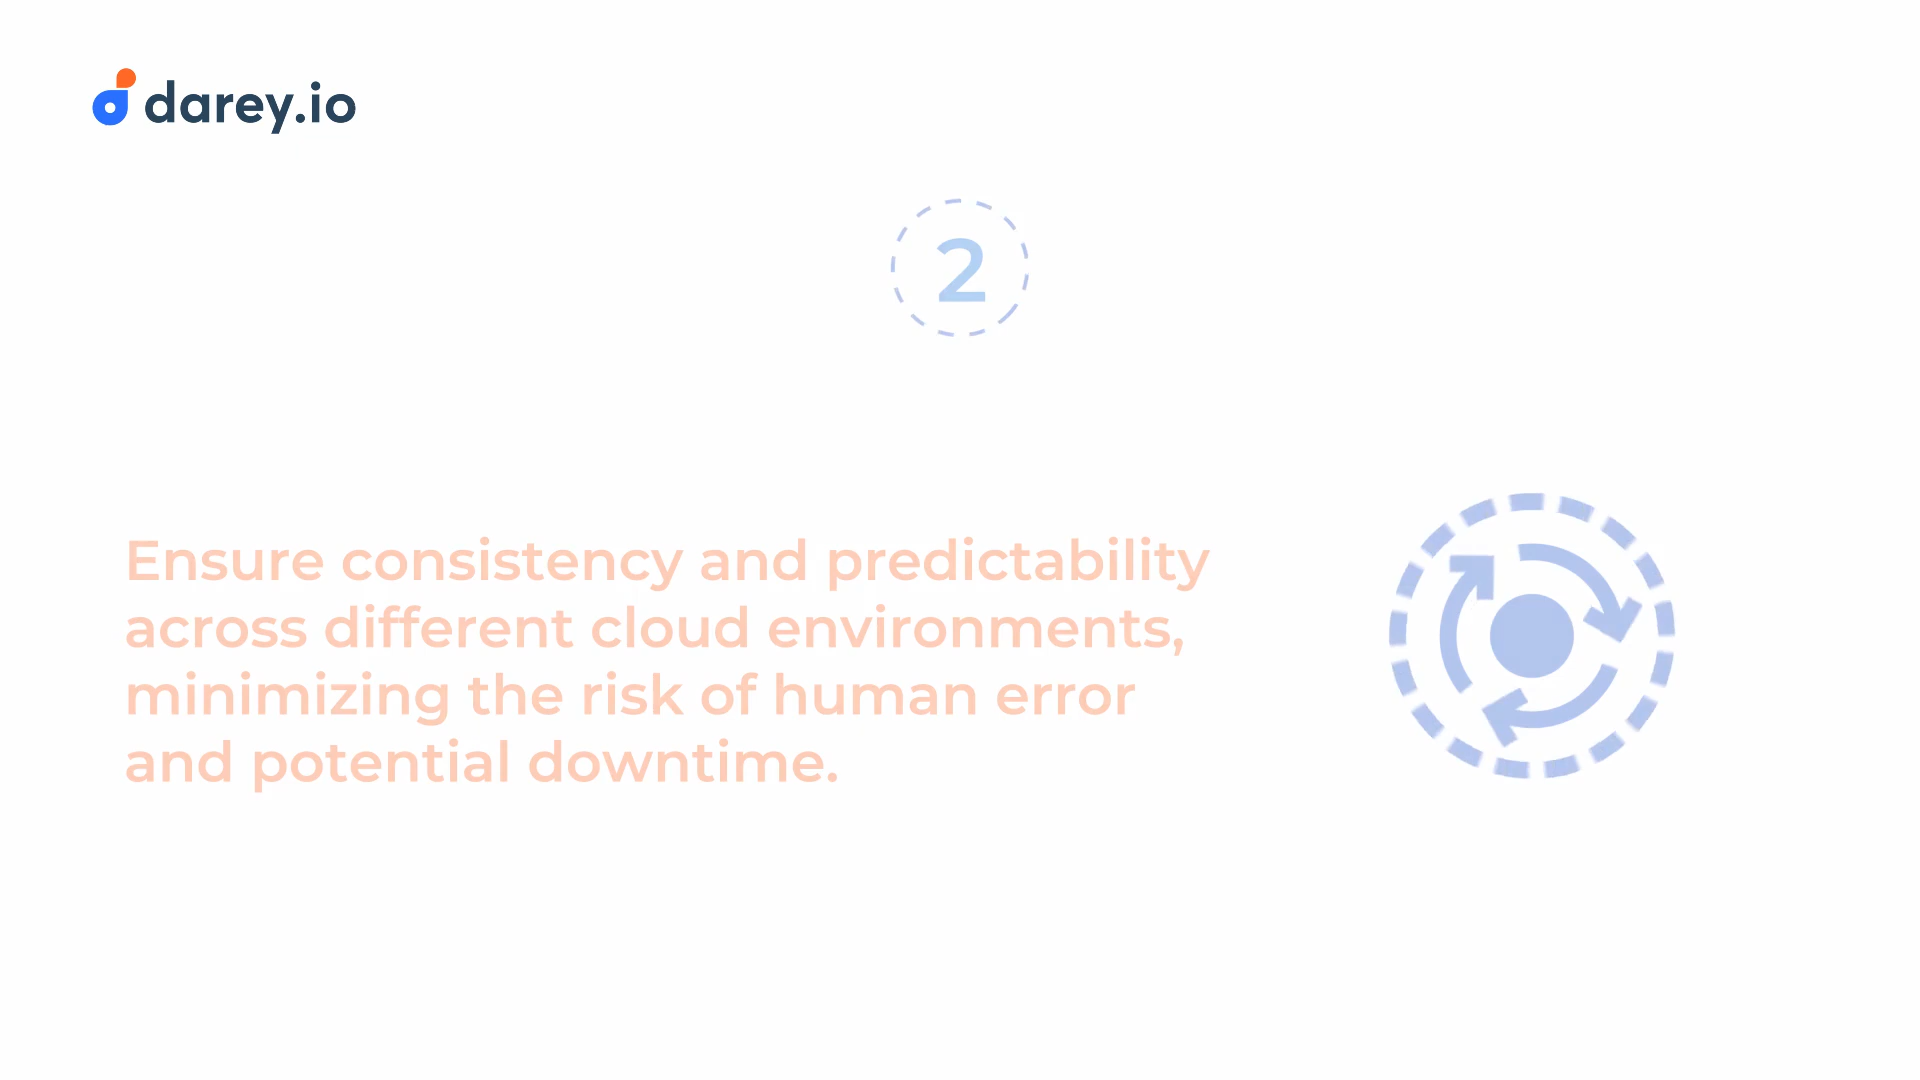 darey.io
2
Ensure consistency and predictability
across different cloud environments,
minimizing the risk of human error
and potential downtime.